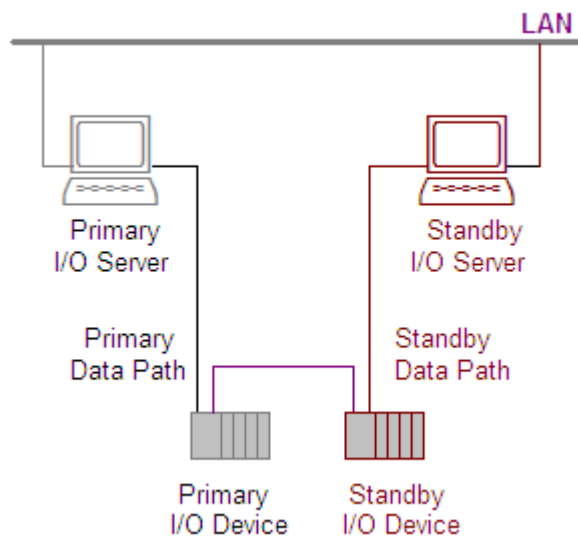 LAN
Primary
I/O Server
Standby
I/O Server
Primary
Data Path
Standby
Data Path
Primary
I/O Device
Standby
I/O Device